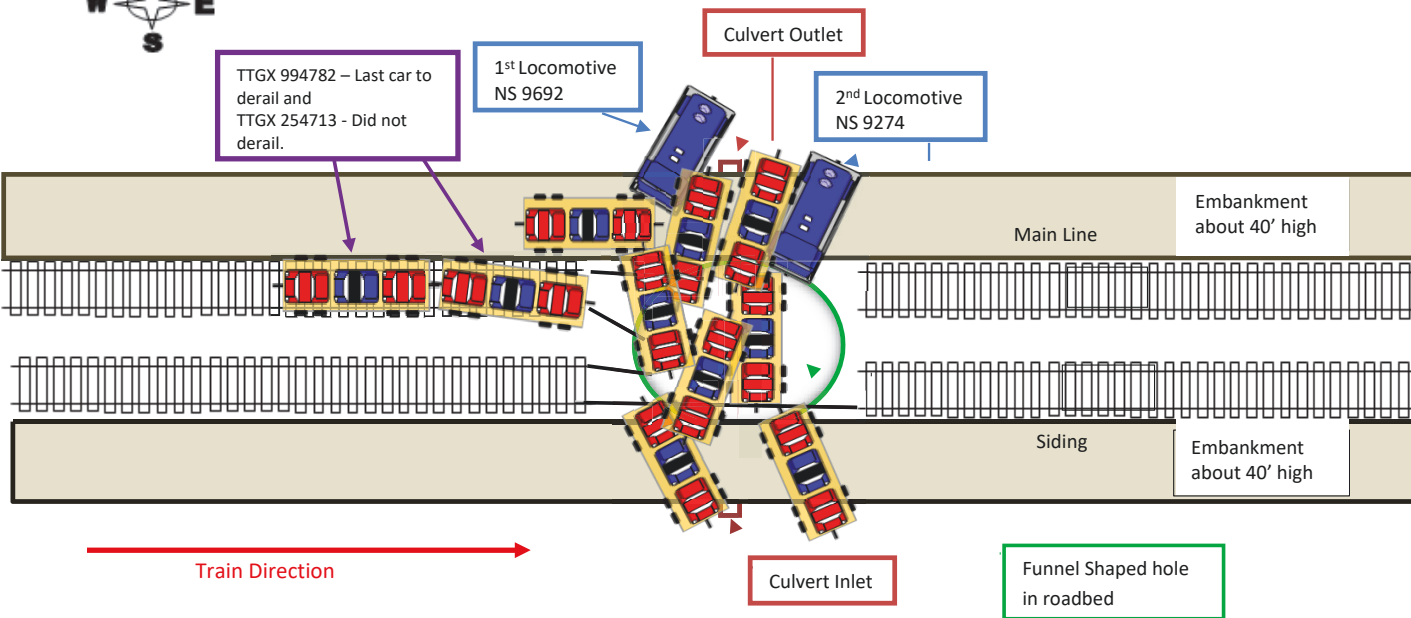 W E
S
Culvert Outlet
TTGX 994782 – Last car to
derail and
TTGX 254713 - Did not
derail.
1st Locomotive
NS 9692
2nd Locomotive
NS 9274
Embankment
about 40' high
Main Line
Siding
Embankment
about 40' high
Train Direction
Culvert Inlet
Funnel Shaped hole
in roadbed